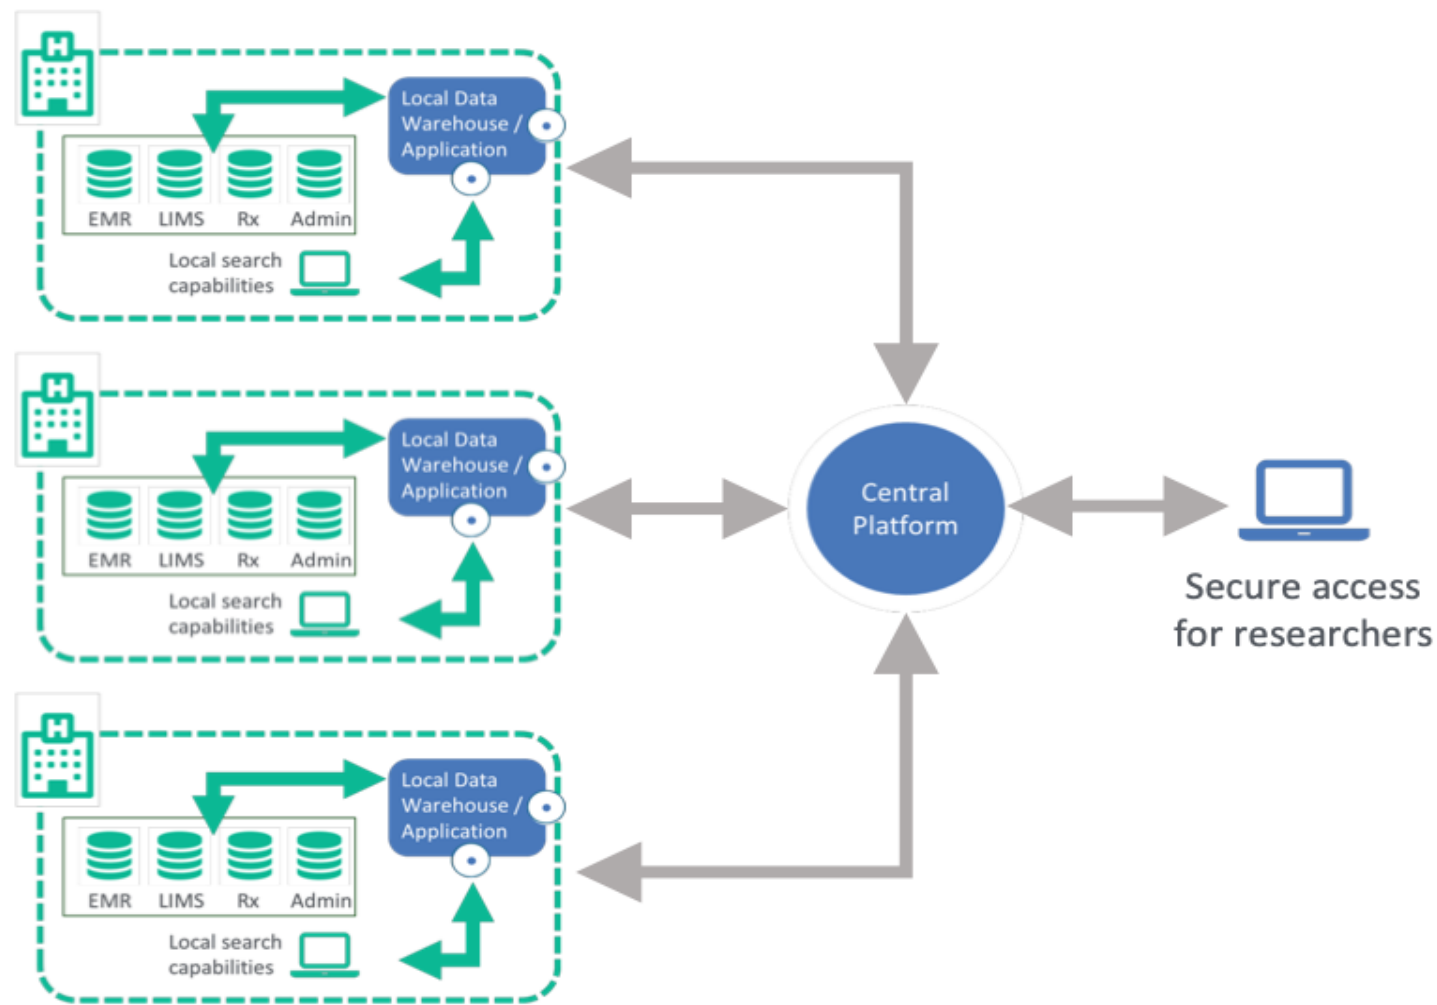 H
Local Data
Warehouse /
Application
EMR LIMS Rx Admin
Local search
capabilities
H
Local Data
Warehouse /
Application
EMR LIMS Rx Admin
Local search
capabilities
H
Local Data
Warehouse /
Application
EMR LIMS Rx Admin
Local search
capabilities
Central
Platform
Secure access
for researchers